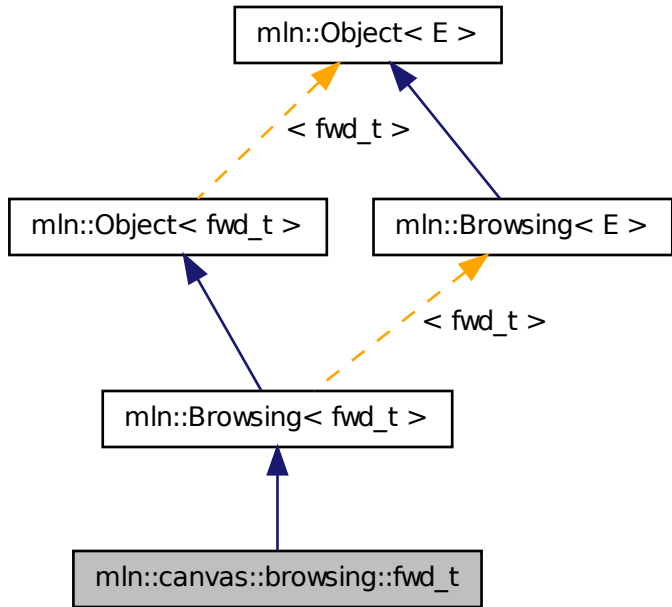 mln::Object< E >
< fwd_t >
mln::Object< fwd_t >
mln::Browsing< E >
< fwd_t >
mln::Browsing< fwd_t >
mln::canvas::browsing::fwd_t